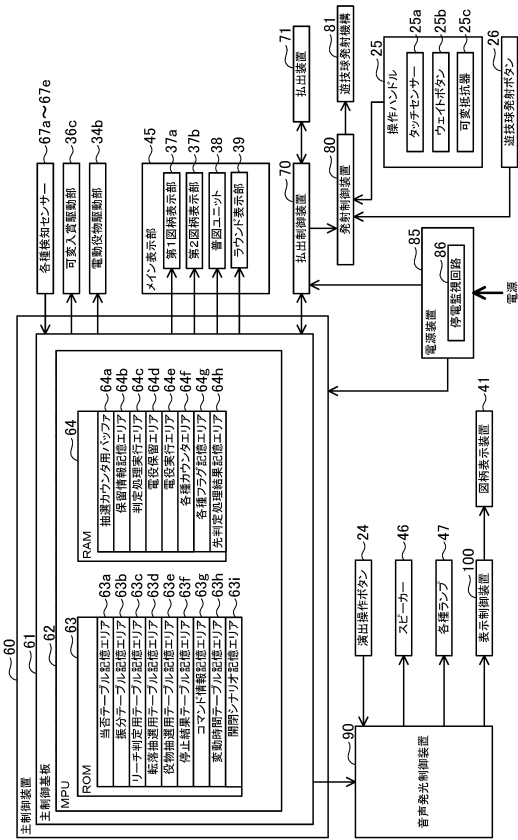 60
主制御装置
61
主制御基板
62
MPU
63
ROM
当否テーブル記憶エリア 63a
振分テーブル記憶エリア 63b
リーチ判定用テーブル記憶エリア 63c
転落抽選用テーブル記憶エリア 63d
役物抽選用テーブル記憶エリア 63e
停止結果テーブル記憶エリア 63f
コマンド情報記憶エリア 63g
変動時間テーブル記憶エリア 63h
開閉シナリオ記憶エリア 63i
64
RAM
抽選カウンタ用バッファ 64a
保留情報記憶エリア 64b
判定処理実行エリア 64c
電役保留エリア 64d
電役実行エリア 64e
各種カウンタエリア 64f
各種フラグ記憶エリア 64g
先判定処理結果記憶エリア 64h
各種検知センサー 67a～67e
可変入賞駆動部 36c
電動役物駆動部 34b
45
メイン表示部
第1図柄表示部 37a
第2図柄表示部 37b
普図ユニット 38
ラウンド表示部 39
払出制御装置 70
払出装置 71
発射制御装置 80
遊技球発射機構 81
25
操作ハンドル
タッチセンサー 25a
ウェイトボタン 25b
可変抵抗器 25c
遊技球発射ボタン 26
85
電源装置
86
停電監視回路
電源
90
音声発光制御装置
演出操作ボタン 24
スピーカー 46
各種ランプ 47
表示制御装置 100
図柄表示装置 41